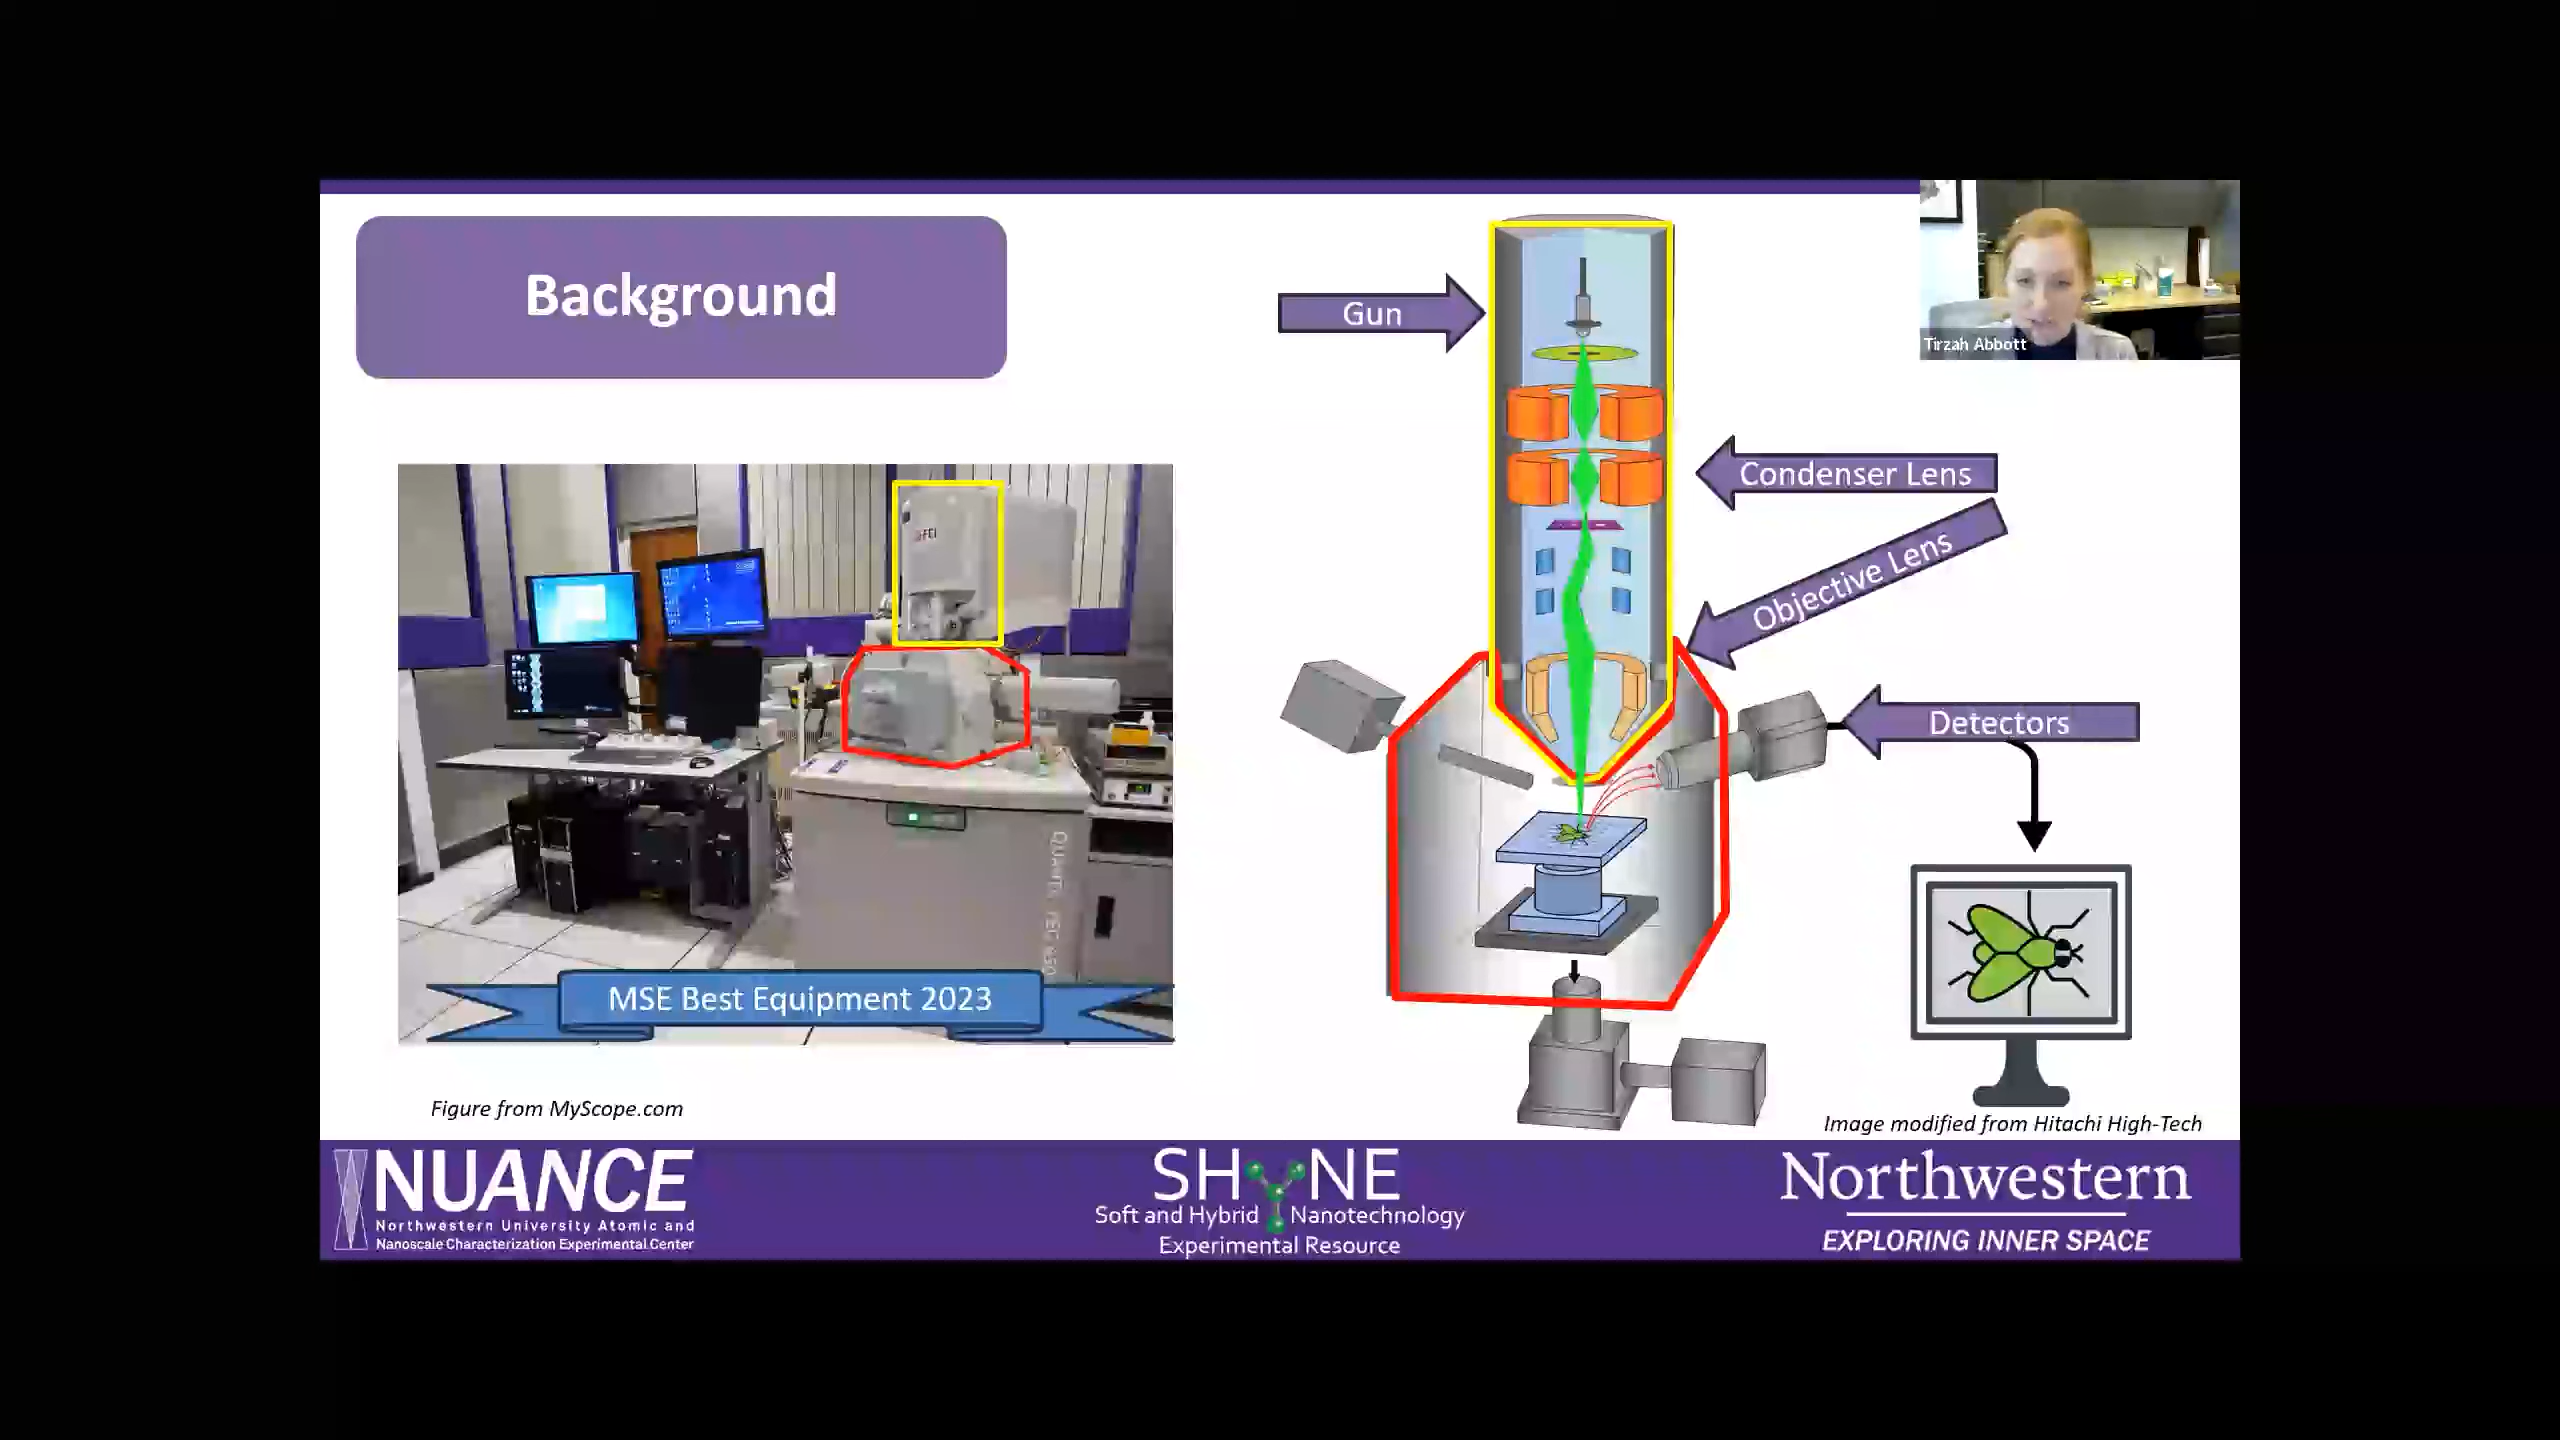 Background
Gun
Tirzah Abbott
Condenser Lens
Objective Lens
FEI
Detectors
MSE Best Equipment 2023
Figure from MyScope.com
Image modified from Hitachi High-Tech
NUANCE
Northwestern University Atomic and
Nanoscale Characterization Experimental Center
SHyNE
Soft and Hybrid Nanotechnology
Experimental Resource
Northwestern
EXPLORING INNER SPACE